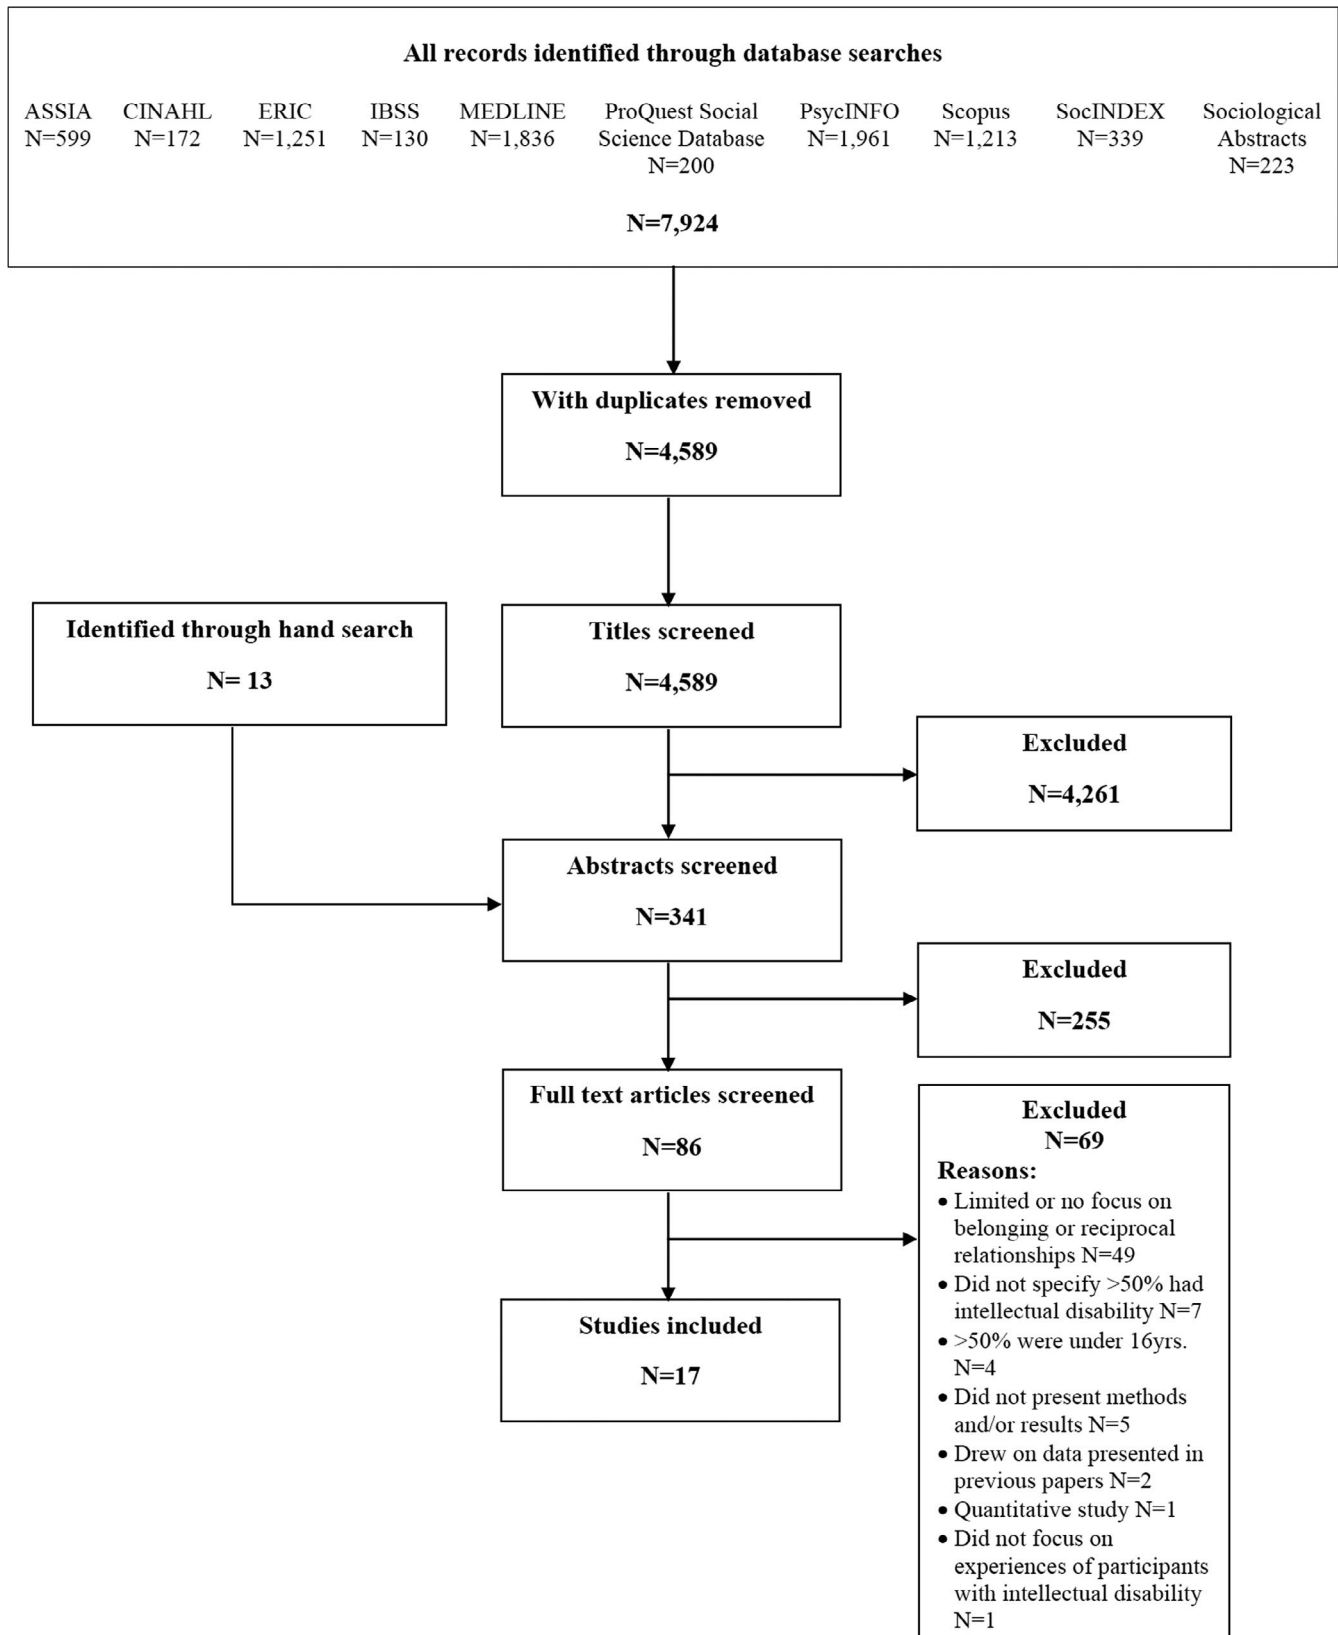 All records identified through database searches
ASSIA
N=599
CINAHL
N=172
ERIC
N=1,251
IBSS
N=130
MEDLINE
N=1,836
ProQuest Social
Science Database
N=200
PsycINFO
N=1,961
Scopus
N=1,213
SocINDEX
N=339
Sociological
Abstracts
N=223
N=7,924
With duplicates removed
N=4,589
Identified through hand search
N= 13
Titles screened
N=4,589
Excluded
N=4,261
Abstracts screened
N=341
Excluded
N=255
Full text articles screened
N=86
Excluded
N=69
Reasons:
• Limited or no focus on
belonging or reciprocal
relationships N=49
• Did not specify >50% had
intellectual disability N=7
• >50% were under 16yrs.
N=4
• Did not present methods
and/or results N=5
• Drew on data presented in
previous papers N=2
• Quantitative study N=1
• Did not focus on
experiences of participants
with intellectual disability
N=1
Studies included
N=17